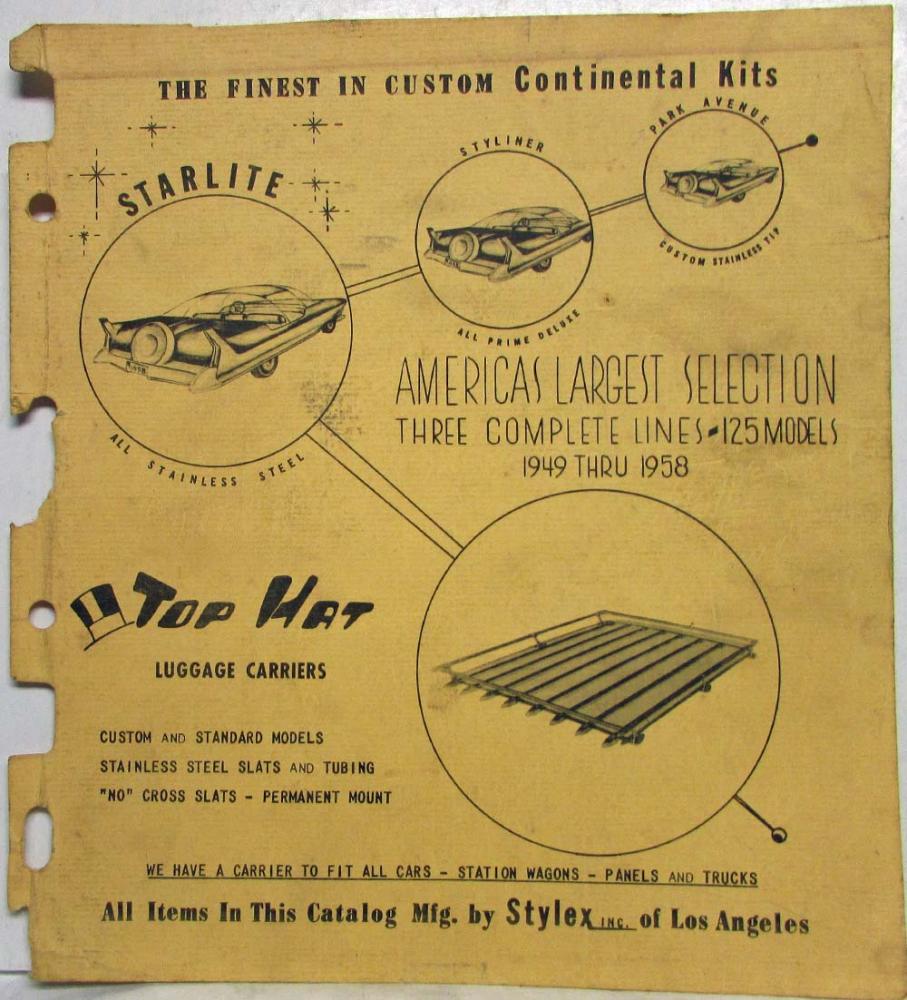 THE FINEST IN CUSTOM Continental Kits
STARLITE
STYLINER
PARK AVENUE
CUSTOM STAINLESS TIP
ALL PRIME DELUXE
ALL STAINLESS STEEL
AMERICAS LARGEST SELECTION
THREE COMPLETE LINES-125 MODELS
1949 THRU 1958
TOP HAT
LUGGAGE CARRIERS
CUSTOM AND STANDARD MODELS
STAINLESS STEEL SLATS AND TUBING
"NO" CROSS SLATS - PERMANENT MOUNT
WE HAVE A CARRIER TO FIT ALL CARS - STATION WAGONS - PANELS AND TRUCKS
All Items In This Catalog Mfg. by Stylex INC. of Los Angeles